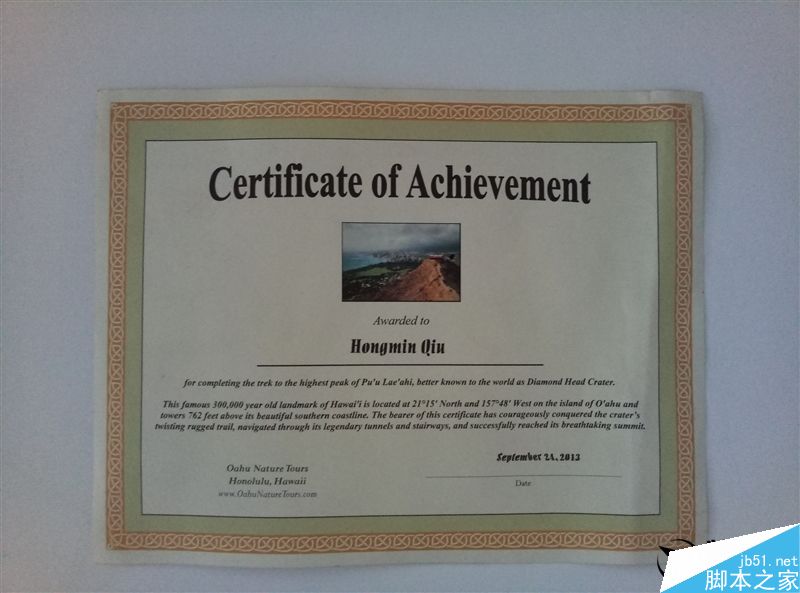 Certificate of Achievement
Awarded to
Hongmin Qiu
for completing the trek to the highest peak of Pu'u Lae'ahi, better known to the world as Diamond Head Crater.
This famous 300,000 year old landmark of Hawai'i is located at 21°15' North and 157°48' West on the island of O'ahu and
towers 762 feet above its beautiful southern coastline. The bearer of this certificate has courageously conquered the crater's
twisting rugged trail, navigated through its legendary tunnels and stairways, and successfully reached its breathtaking summit.
September 24, 2013
Date
Oahu Nature Tours
Honolulu, Hawaii
www.OahuNatureTours.com
jb51.net
脚本之家